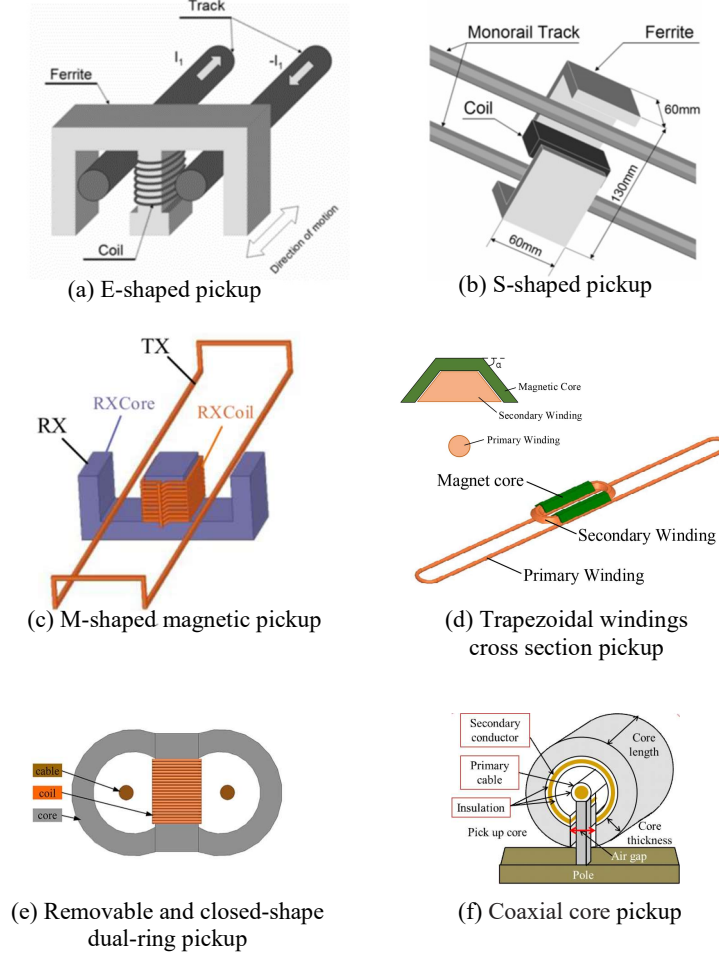 Track
I₁
-I₁
Ferrite
Coil
Direction of motion
(a) E-shaped pickup
Monorail Track
Ferrite
Coil
60mm
130mm
60mm
(b) S-shaped pickup
TX
RXCore
RXCoil
RX
(c) M-shaped magnetic pickup
α
Magnetic Core
Secondary Winding
Primary Winding
Magnet core
Secondary Winding
Primary Winding
(d) Trapezoidal windings
cross section pickup
cable
coil
core
(e) Removable and closed-shape
dual-ring pickup
Secondary
conductor
Primary
cable
Insulation
Pick up core
Core
length
Core
thickness
Air gap
Pole
(f) Coaxial core pickup